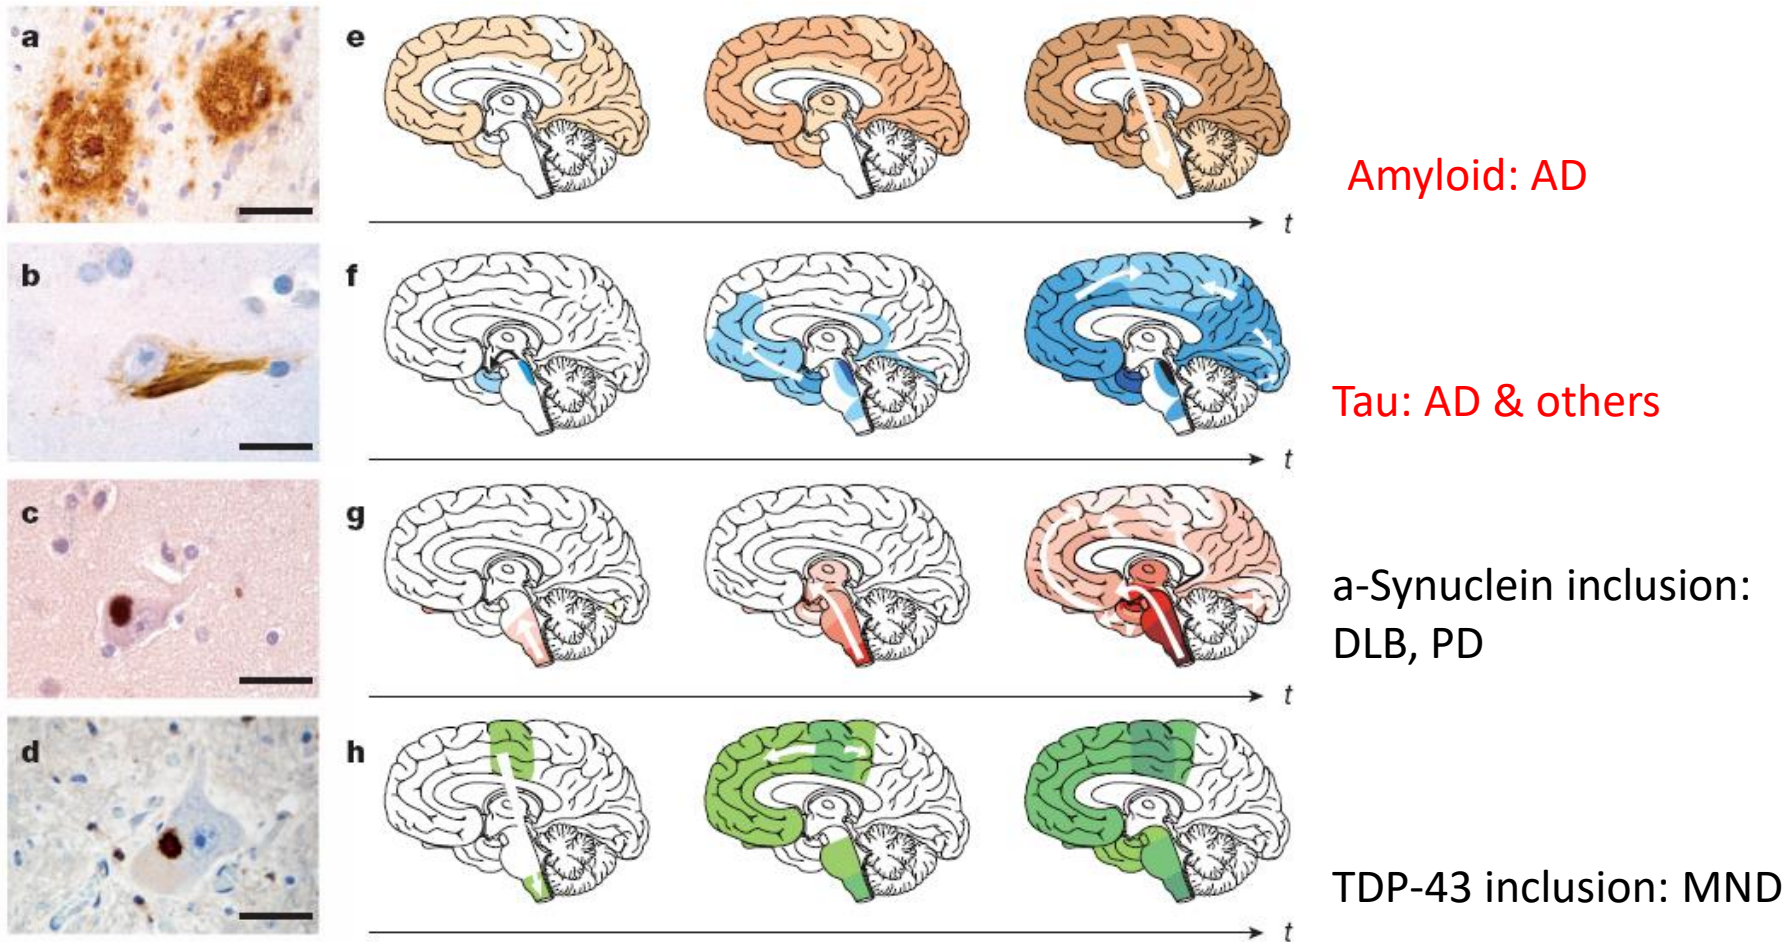 a
e
Amyloid: AD
t
b
f
Tau: AD & others
t
c
g
a-Synuclein inclusion:
DLB, PD
t
d
h
TDP-43 inclusion: MND
t